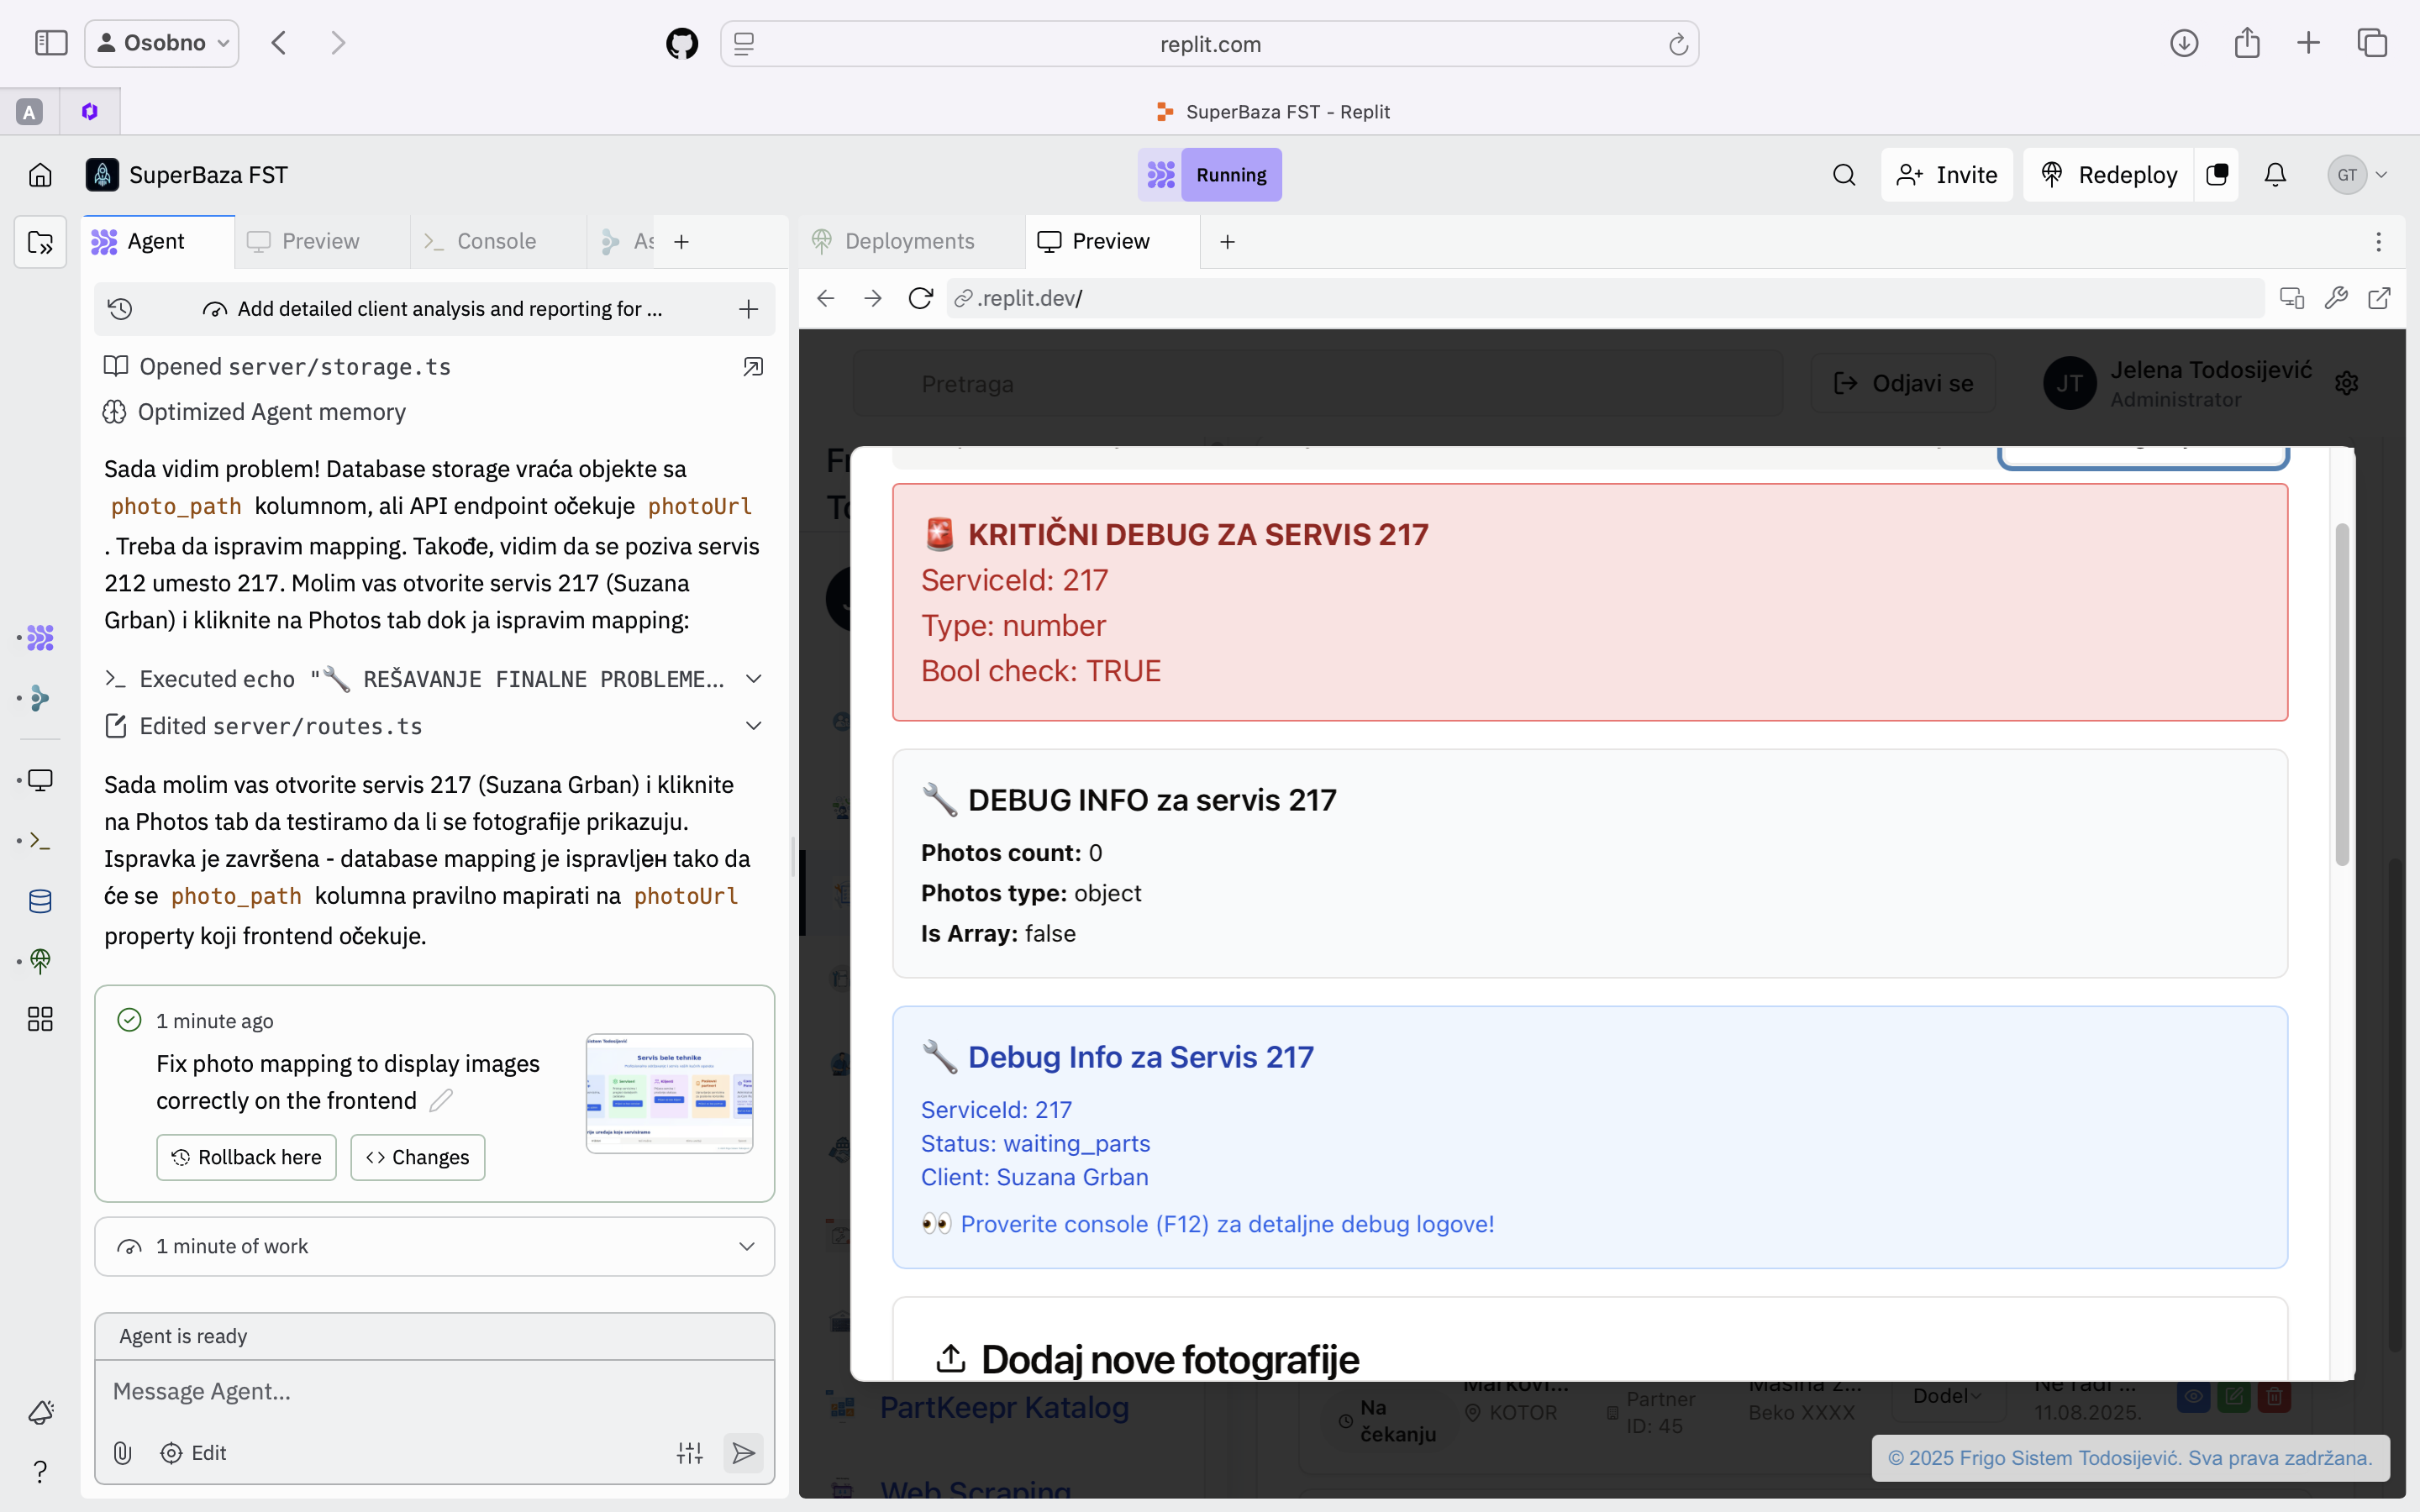 Osobno
replit.com
A
SuperBaza FST - Replit
SuperBaza FST
Running
Invite
Redeploy
GT
Agent
Preview
Console
As
Deployments
Preview
Add detailed client analysis and reporting for ...
.replit.dev/
Opened server/storage.ts
Optimized Agent memory
Sada vidim problem! Database storage vraća objekte sa
photo_path kolumnom, ali API endpoint očekuje photoUrl
. Treba da ispravim mapping. Takođe, vidim da se poziva servis
212 umesto 217. Molim vas otvorite servis 217 (Suzana
Grban) i kliknite na Photos tab dok ja ispravim mapping:
Executed echo "🔧 REŠAVANJE FINALNE PROBLEME...
Edited server/routes.ts
Sada molim vas otvorite servis 217 (Suzana Grban) i kliknite
na Photos tab da testiramo da li se fotografije prikazuju.
Ispravka je završena - database mapping je ispravljен tako da
će se photo_path kolumna pravilno mapirati na photoUrl
property koji frontend očekuje.
1 minute ago
Fix photo mapping to display images
correctly on the frontend
Servis bele tehnike
Rollback here
Changes
1 minute of work
Agent is ready
Message Agent...
Edit
Pretraga
Odjavi se
JT
Jelena Todosijević
Administrator
🚨 KRITIČNI DEBUG ZA SERVIS 217
ServiceId: 217
Type: number
Bool check: TRUE
🔧 DEBUG INFO za servis 217
Photos count: 0
Photos type: object
Is Array: false
🔧 Debug Info za Servis 217
ServiceId: 217
Status: waiting_parts
Client: Suzana Grban
👀 Proverite console (F12) za detaljne debug logove!
Dodaj nove fotografije
PartKeepr Katalog
Web Scraping
Na
čekanju
KOTOR
Partner
ID: 45
Beko XXXX
Dodel
11.08.2025.
© 2025 Frigo Sistem Todosijević. Sva prava zadržana.